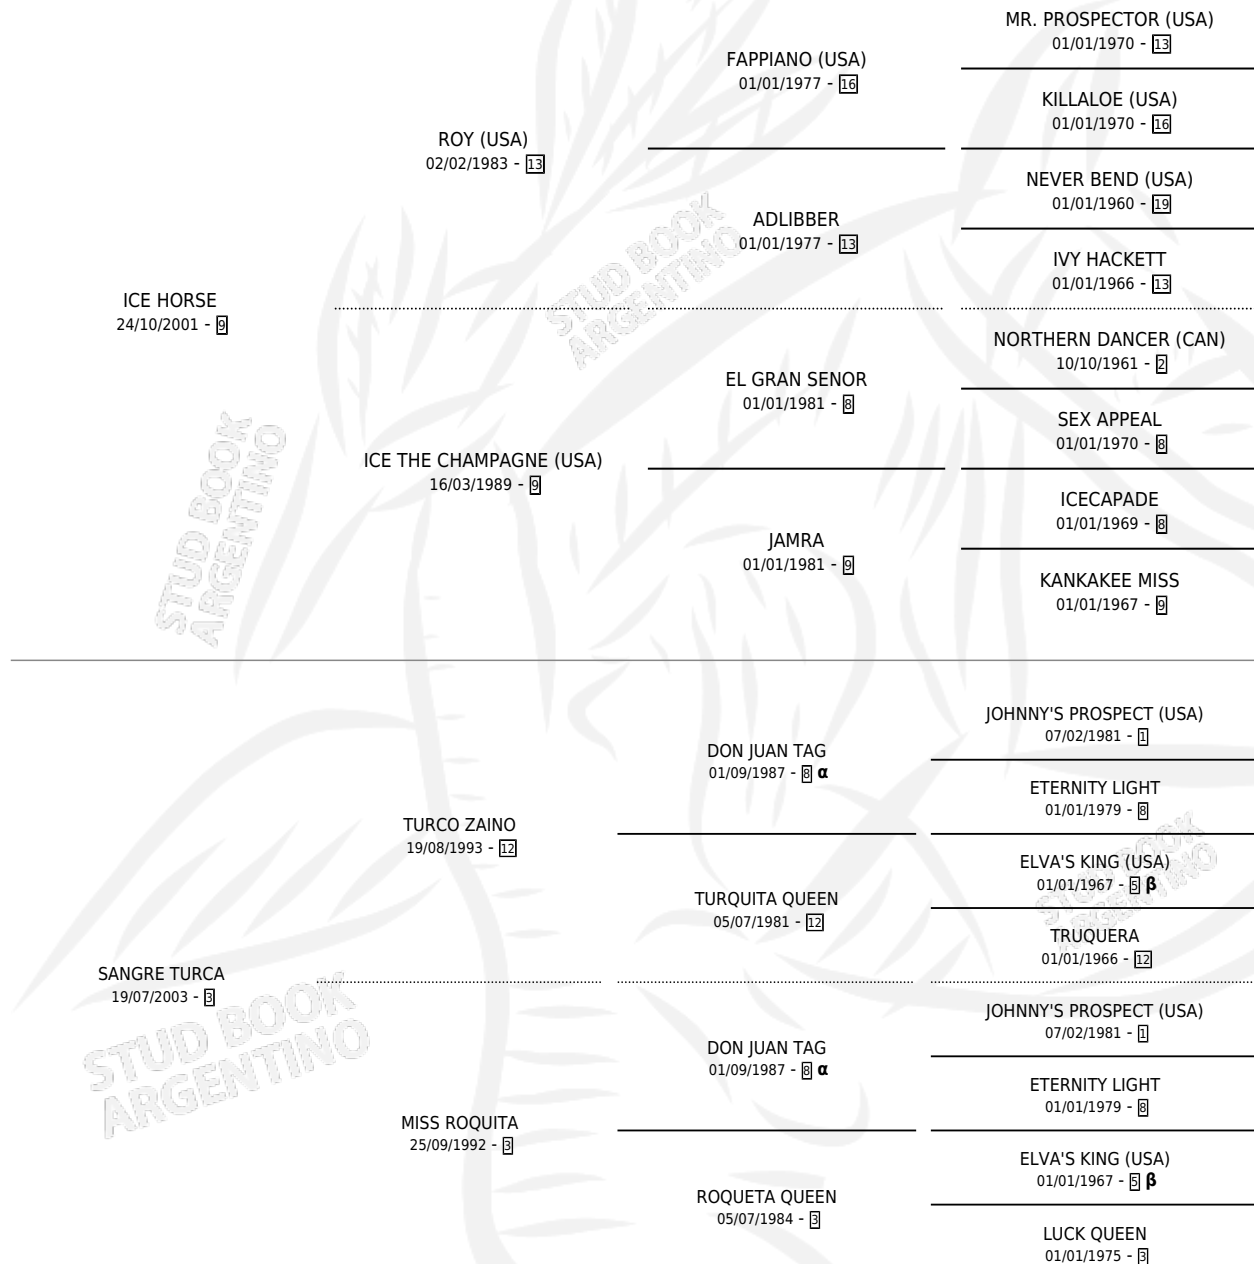 MR. PROSPECTOR (USA)
01/01/1970 - 13
FAPPIANO (USA)
01/01/1977 - 16
KILLALOE (USA)
01/01/1970 - 16
ROY (USA)
02/02/1983 - 13
NEVER BEND (USA)
01/01/1960 - 19
ADLIBBER
01/01/1977 - 13
IVY HACKETT
01/01/1966 - 13
ICE HORSE
24/10/2001 - 9
NORTHERN DANCER (CAN)
10/10/1961 - 2
EL GRAN SENOR
01/01/1981 - 8
SEX APPEAL
01/01/1970 - 8
ICE THE CHAMPAGNE (USA)
16/03/1989 - 9
ICECAPADE
01/01/1969 - 8
JAMRA
01/01/1981 - 9
KANKAKEE MISS
01/01/1967 - 9
JOHNNY'S PROSPECT (USA)
07/02/1981 - 1
DON JUAN TAG
01/09/1987 - 8 α
ETERNITY LIGHT
01/01/1979 - 8
TURCO ZAINO
19/08/1993 - 12
ELVA'S KING (USA)
01/01/1967 - 5 β
TURQUITA QUEEN
05/07/1981 - 12
TRUQUERA
01/01/1966 - 12
SANGRE TURCA
19/07/2003 - 3
JOHNNY'S PROSPECT (USA)
07/02/1981 - 1
DON JUAN TAG
01/09/1987 - 8 α
ETERNITY LIGHT
01/01/1979 - 8
MISS ROQUITA
25/09/1992 - 3
ELVA'S KING (USA)
01/01/1967 - 5 β
ROQUETA QUEEN
05/07/1984 - 3
LUCK QUEEN
01/01/1975 - 3
STUD BOOK
ARGENTINO
STUD BOOK
ARGENTINO
STUD BOOK
ARGENTINO
STUD BOOK
ARGENTINO